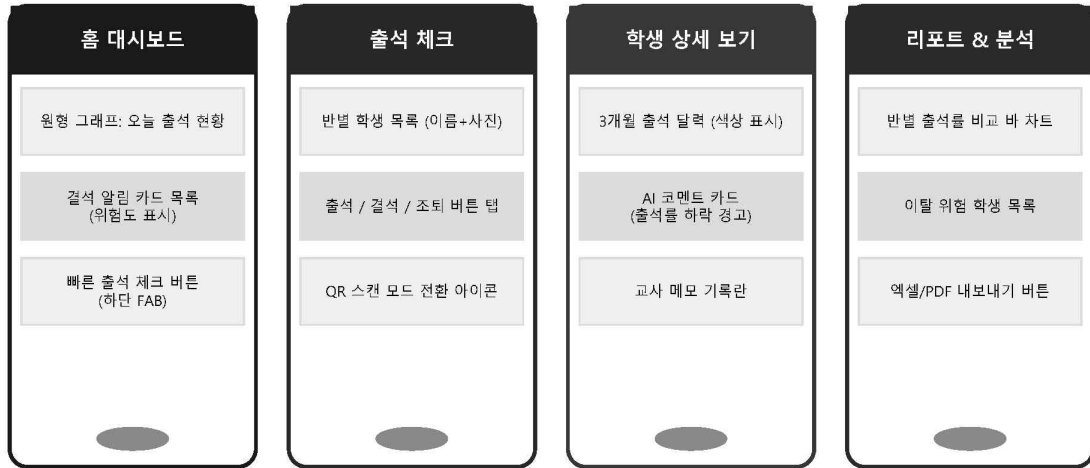 홈 대시보드
원형 그래프: 오늘 출석 현황
결석 알림 카드 목록
(위험도 표시)
빠른 출석 체크 버튼
(하단 FAB)
출석 체크
반별 학생 목록 (이름+사진)
출석 / 결석 / 조퇴 버튼 탭
QR 스캔 모드 전환 아이콘
학생 상세 보기
3개월 출석 달력 (색상 표시)
AI 코멘트 카드
(출석률 하락 경고)
교사 메모 기록란
리포트 & 분석
반별 출석률 비교 바 차트
이탈 위험 학생 목록
엑셀/PDF 내보내기 버튼